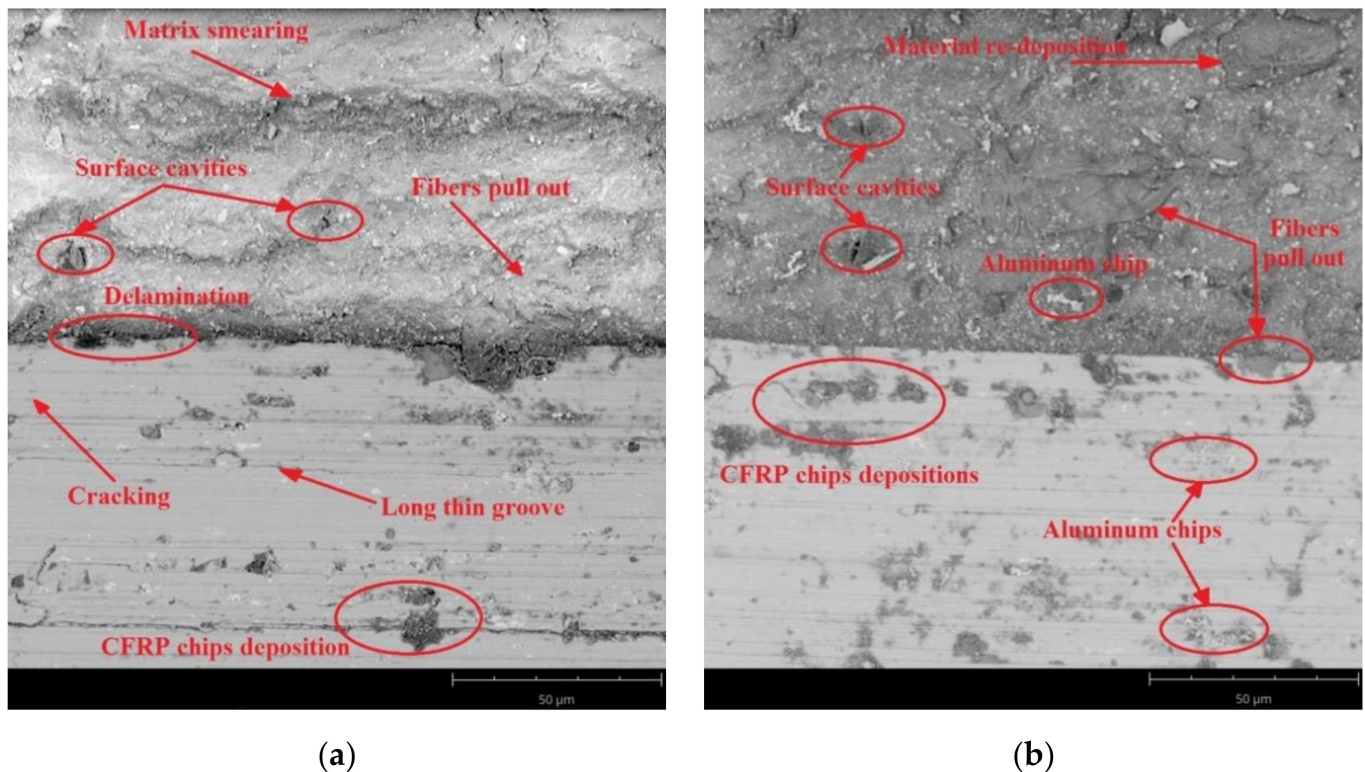 Matrix smearing
Surface cavities
Fibers pull out
Delamination
Cracking
Long thin groove
CFRP chips deposition
50 µm
(a)
Material re-deposition
Surface cavities
Fibers
pull out
Aluminum chip
CFRP chips depositions
Aluminum chips
50 µm
(b)